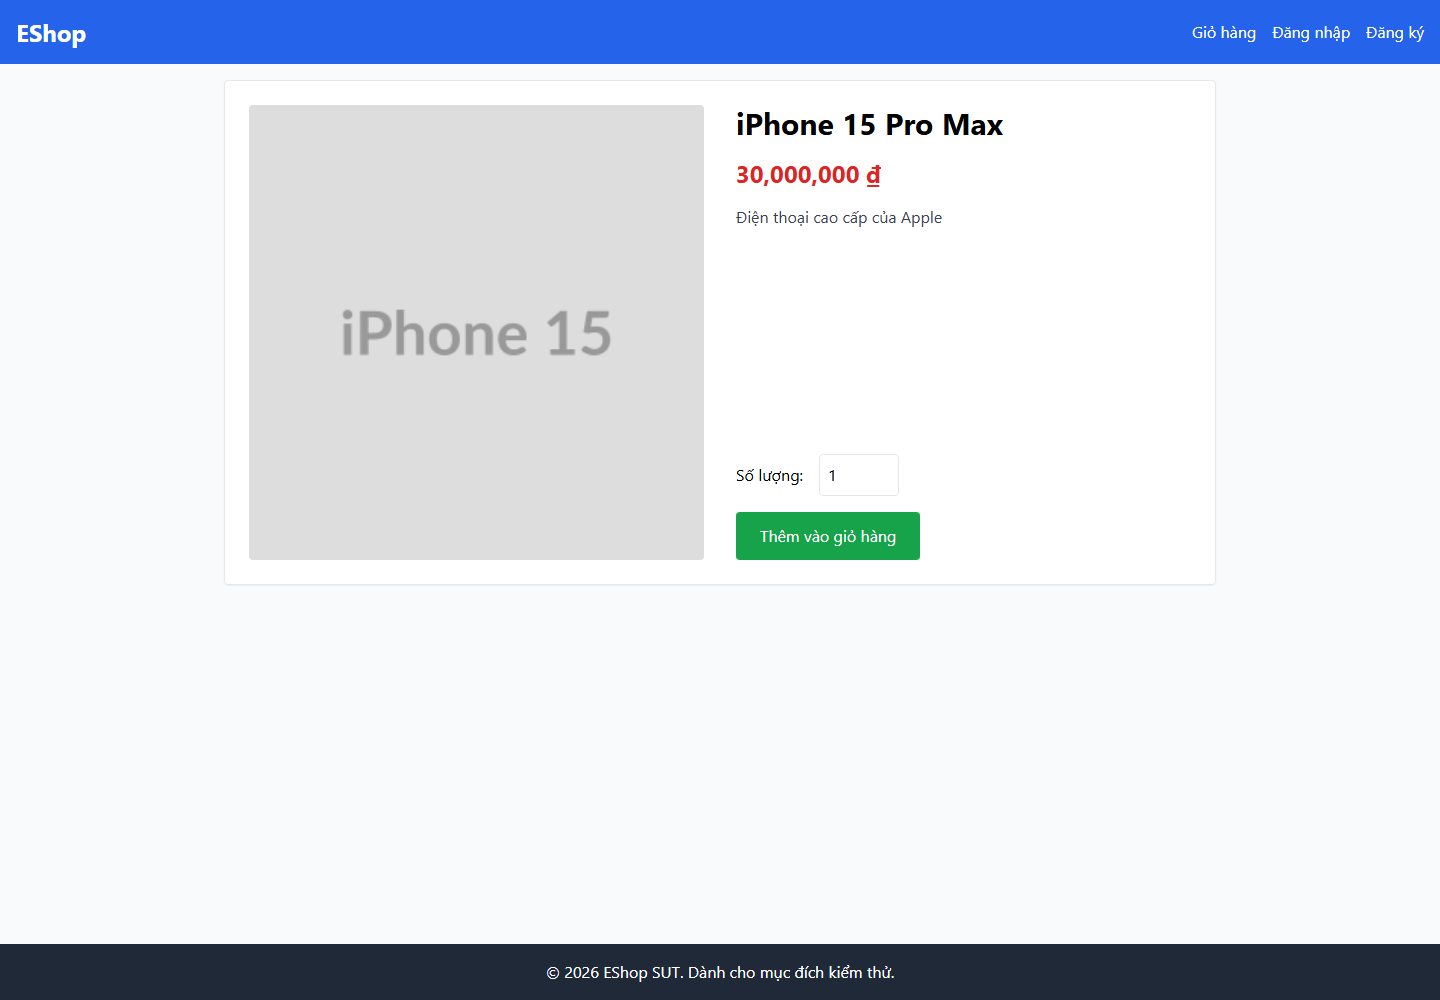 EShop
Giỏ hàng Đăng nhập Đăng ký
iPhone 15
iPhone 15 Pro Max
30,000,000 ₫
Điện thoại cao cấp của Apple
Số lượng: 1
Thêm vào giỏ hàng
© 2026 EShop SUT. Dành cho mục đích kiểm thử.